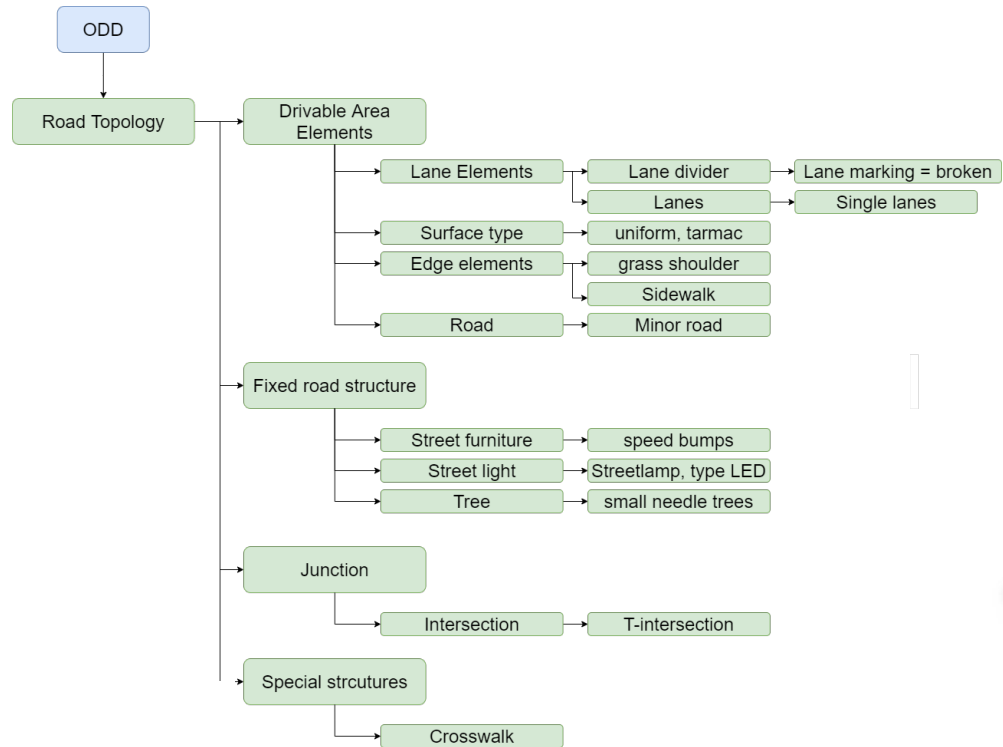 ODD
Road Topology
Drivable Area
Elements
Lane Elements
Lane divider
Lane marking = broken
Lanes
Single lanes
Surface type
uniform, tarmac
Edge elements
grass shoulder
Sidewalk
Road
Minor road
Fixed road structure
Street furniture
speed bumps
Street light
Streetlamp, type LED
Tree
small needle trees
Junction
Intersection
T-intersection
Special strcutures
Crosswalk